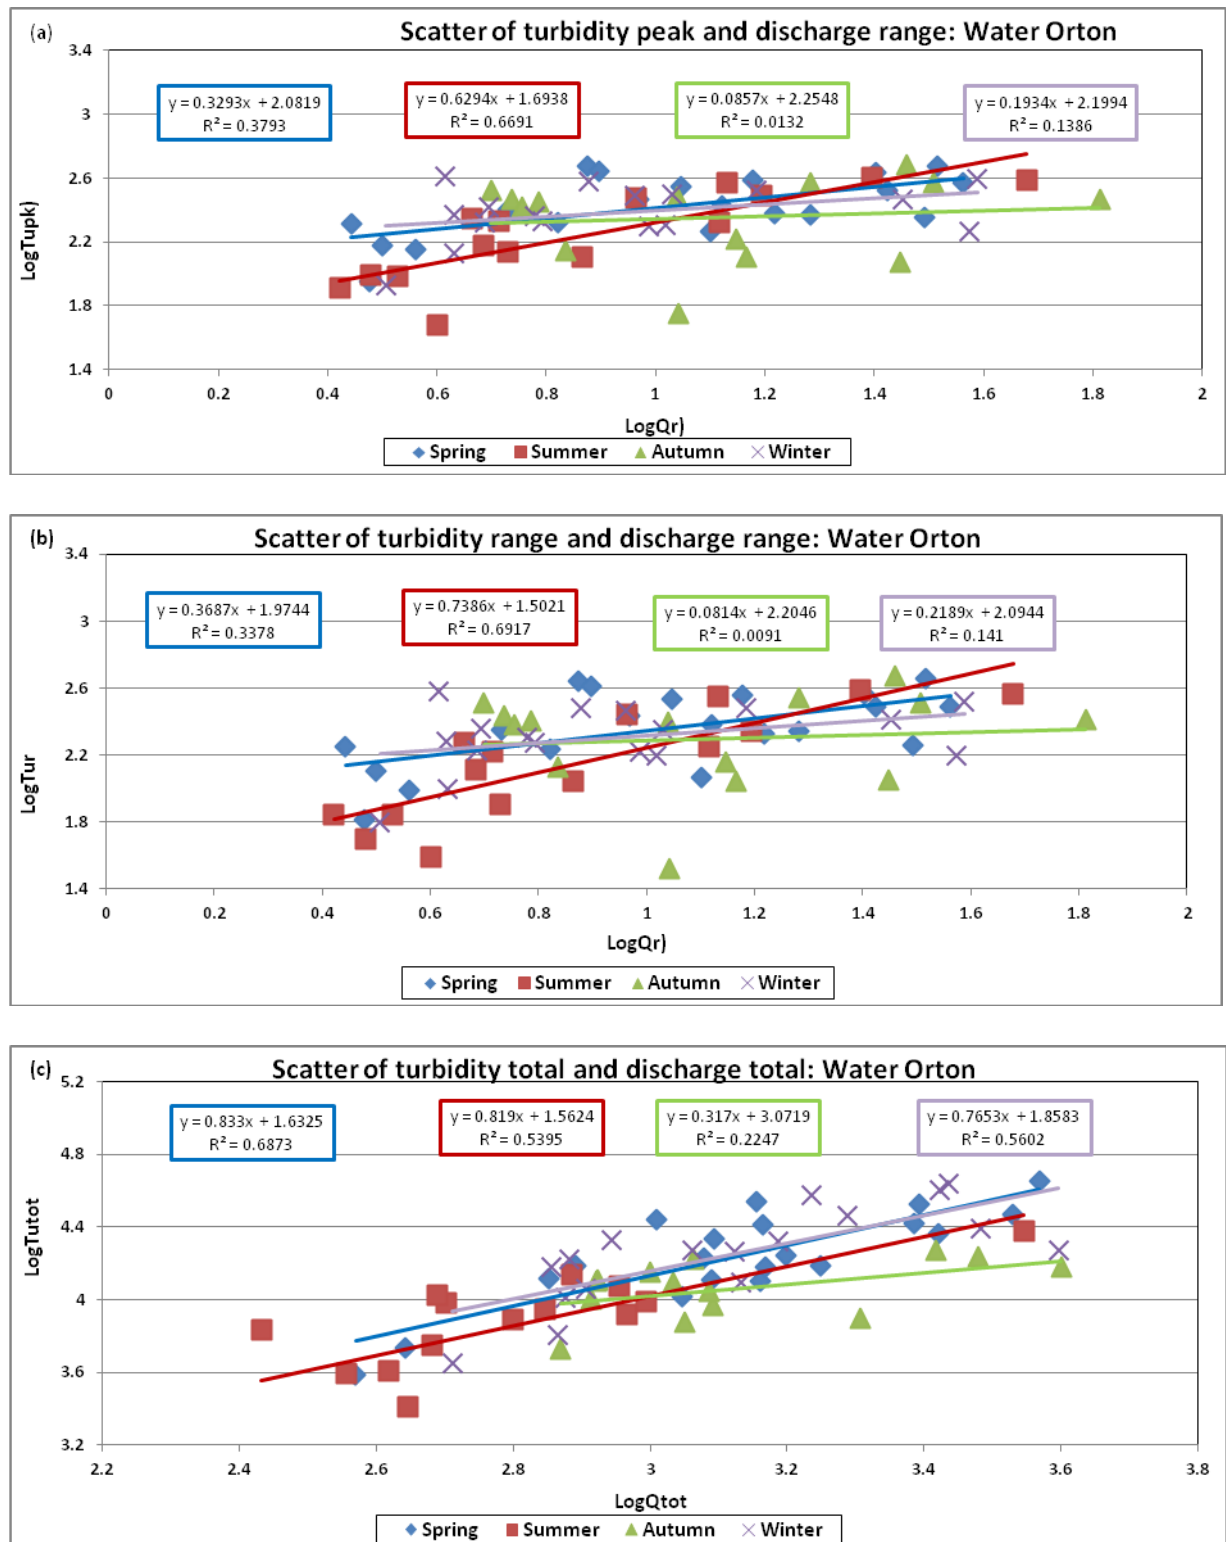 (a)
Scatter of turbidity peak and discharge range: Water Orton
3.4
y = 0.3293x + 2.0819
R² = 0.3793
y = 0.6294x + 1.6938
R² = 0.6691
y = 0.0857x + 2.2548
R² = 0.0132
y = 0.1934x + 2.1994
R² = 0.1386
3
2.6
2.2
1.8
1.4
LogTupk)
0 0.2 0.4 0.6 0.8 1 1.2 1.4 1.6 1.8 2
LogQr)
Spring Summer Autumn Winter
(b)
Scatter of turbidity range and discharge range: Water Orton
3.4
y = 0.3687x + 1.9744
R² = 0.3378
y = 0.7386x + 1.5021
R² = 0.6917
y = 0.0814x + 2.2046
R² = 0.0091
y = 0.2189x + 2.0944
R² = 0.141
3
2.6
2.2
1.8
1.4
LogTur
0 0.2 0.4 0.6 0.8 1 1.2 1.4 1.6 1.8 2
LogQr)
Spring Summer Autumn Winter
(c)
Scatter of turbidity total and discharge total: Water Orton
5.2
y = 0.833x + 1.6325
R² = 0.6873
y = 0.819x + 1.5624
R² = 0.5395
y = 0.317x + 3.0719
R² = 0.2247
y = 0.7653x + 1.8583
R² = 0.5602
4.8
4.4
4
3.6
3.2
LogTutot
2.2 2.4 2.6 2.8 3 3.2 3.4 3.6 3.8
LogQtot
Spring Summer Autumn Winter